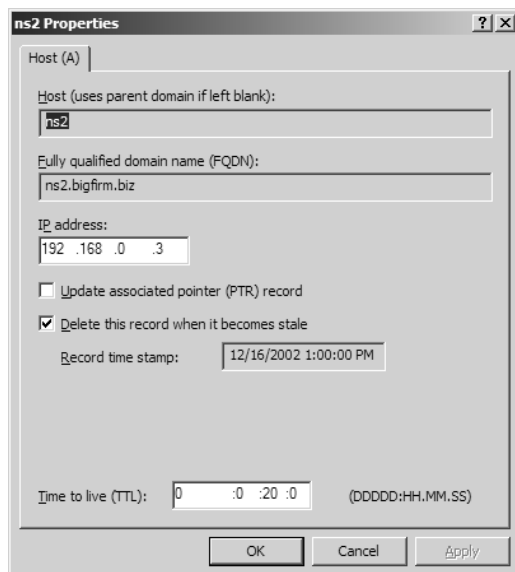 ns2 Properties ? X
Host (A)
Host (uses parent domain if left blank):
ns2
Fully qualified domain name (FQDN):
ns2.bigfirm.biz
IP address:
192 .168 .0 .3
Update associated pointer (PTR) record
Delete this record when it becomes stale
Record time stamp: 12/16/2002 1:00:00 PM
Time to live (TTL): 0 :0 :20 :0 (DDDDD:HH.MM.SS)
OK Cancel Apply